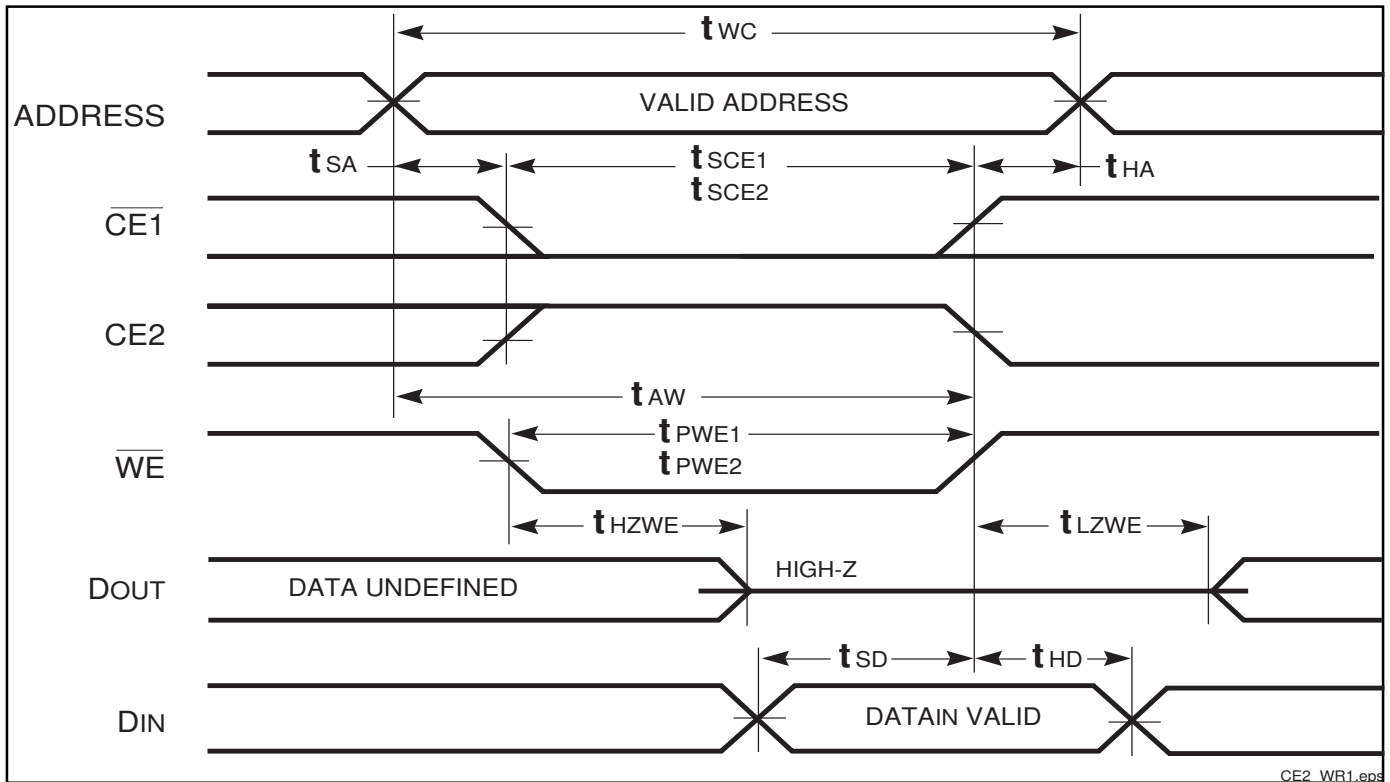 tWC
ADDRESS
VALID ADDRESS
tSA
tSCE1
tSCE2
tHA
CE1
CE2
tAW
WE
tPWE1
tPWE2
tHZWE
tLZWE
DOUT
DATA UNDEFINED
HIGH-Z
tSD
tHD
DIN
DATAIN VALID
CE2_WR1.eps